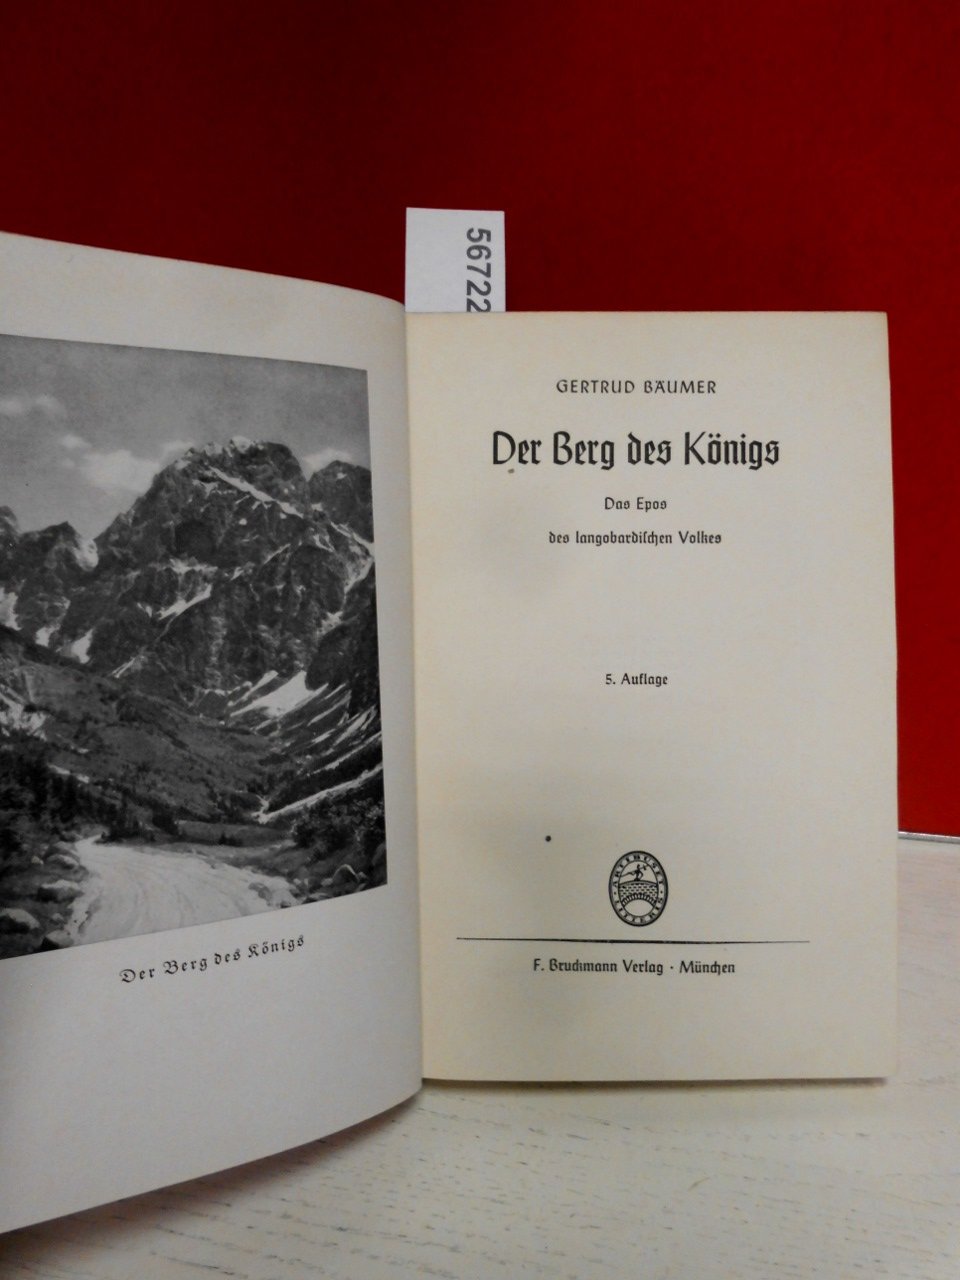 56722
Der Berg des Königs
GERTRUD BÄUMER
Der Berg des Königs
Das Epos
des langobardischen Volkes
5. Auflage
F. Bruckmann Verlag · München